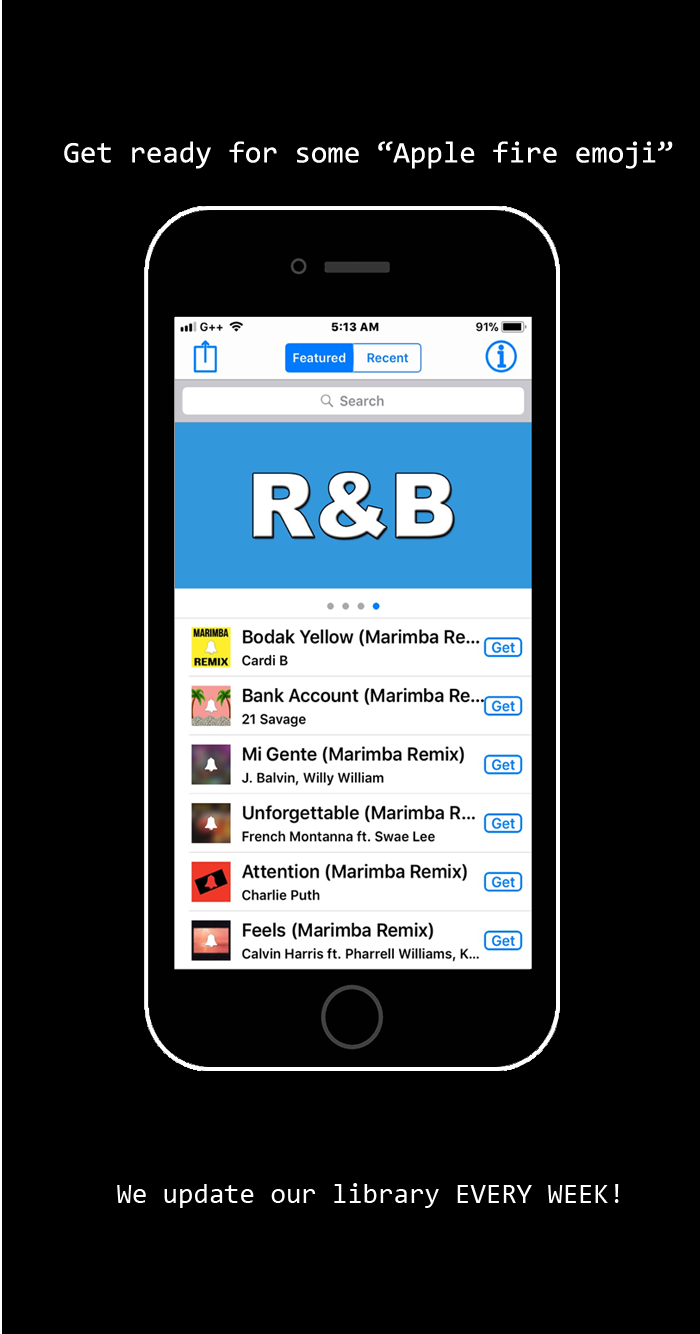 Get ready for some “Apple fire emoji”
G++ 5:13 AM 91%
Featured Recent
Search
R&B
MARIMBA
REMIX
Bodak Yellow (Marimba Re...
Cardi B
Get
Bank Account (Marimba Re...
21 Savage
Get
Mi Gente (Marimba Remix)
J. Balvin, Willy William
Get
Unforgettable (Marimba R...
French Montanna ft. Swae Lee
Get
Attention (Marimba Remix)
Charlie Puth
Get
Feels (Marimba Remix)
Calvin Harris ft. Pharrell Williams, K...
Get
We update our library EVERY WEEK!